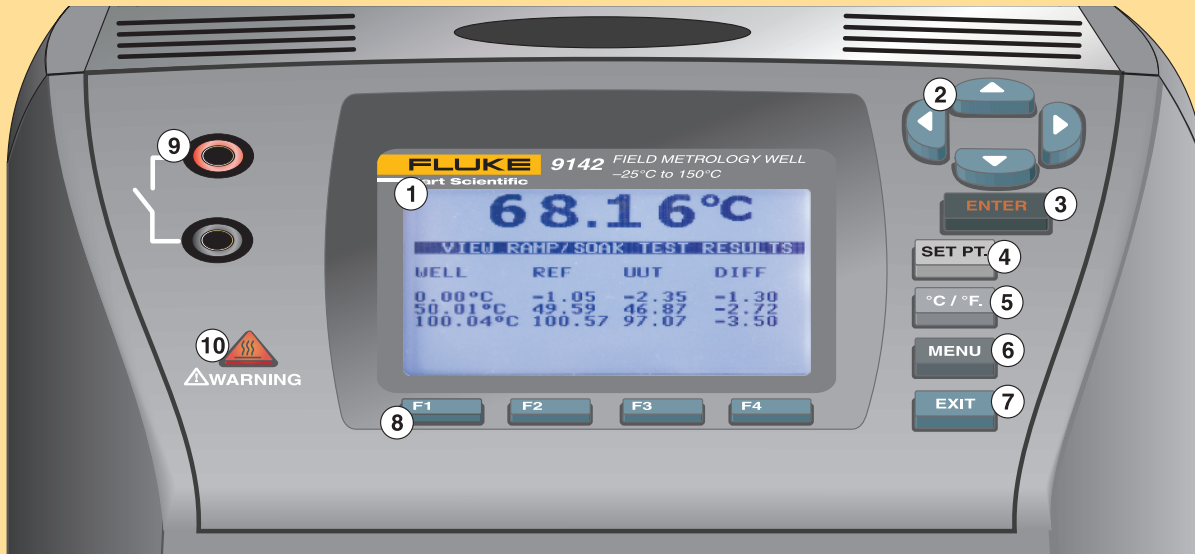 FLUKE 9142 FIELD METROLOGY WELL
–25°C to 150°C
art Scientific
1
68.16°C
VIEW RAMP/SOAK TEST RESULTS
WELL REF UUT DIFF
0.00°C -1.05 -2.35 -1.30
50.01°C 49.59 46.87 -2.72
100.04°C 100.57 97.07 -3.50
F1 F2 F3 F4
8
9
10
⚠WARNING
2
ENTER 3
SET PT. 4
°C / °F. 5
MENU 6
EXIT 7